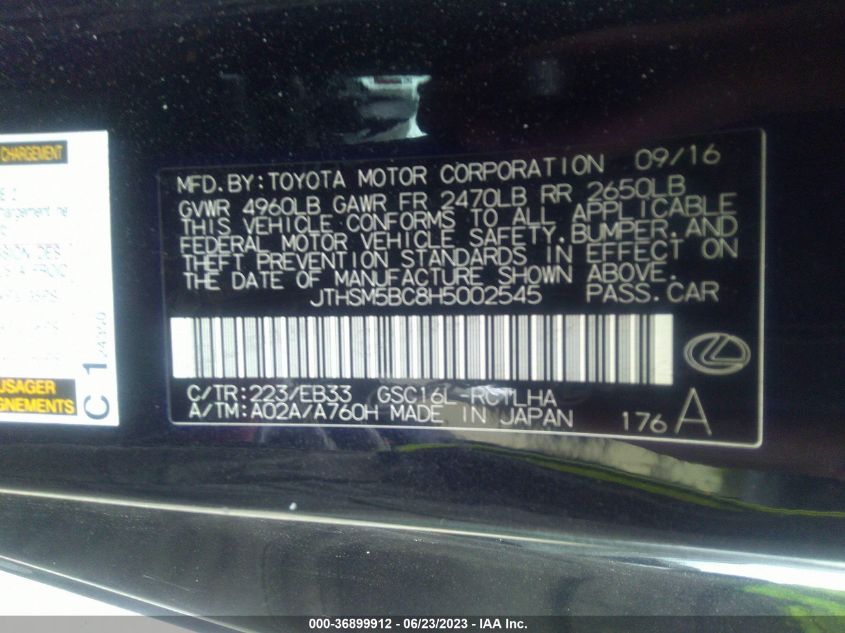 CHARGEMENT
USAGER
C 1
MFD.BY:TOYOTA MOTOR CORPORATION 09/16
GVWR 4960LB GAWR FR 2470LB RR 2650LB
THIS VEHICLE CONFORMS TO ALL APPLICABLE
FEDERAL MOTOR VEHICLE SAFETY,BUMPER,AND
THEFT PREVENTION STANDARDS IN EFFECT ON
THE DATE OF MANUFACTURE SHOWN ABOVE.
JTHSM5BC8H5002545 PASS.CAR
C/TR:223/EB33 GSC16L-RCTLHA
A/TM:A02A/A760H MADE IN JAPAN 176 A
000-36899912 - 06/23/2023 - IAA Inc.